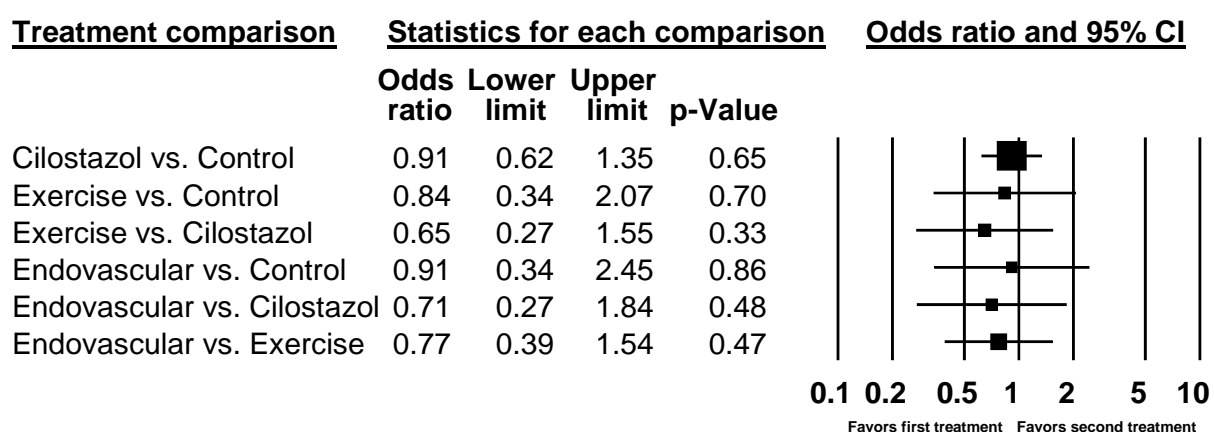 Treatment comparison Statistics for each comparison Odds ratio and 95% CI
Odds Lower Upper
ratio limit limit p-Value
Cilostazol vs. Control 0.91 0.62 1.35 0.65
Exercise vs. Control 0.84 0.34 2.07 0.70
Exercise vs. Cilostazol 0.65 0.27 1.55 0.33
Endovascular vs. Control 0.91 0.34 2.45 0.86
Endovascular vs. Cilostazol 0.71 0.27 1.84 0.48
Endovascular vs. Exercise 0.77 0.39 1.54 0.47
0.1 0.2 0.5 1 2 5 10
Favors first treatment Favors second treatment